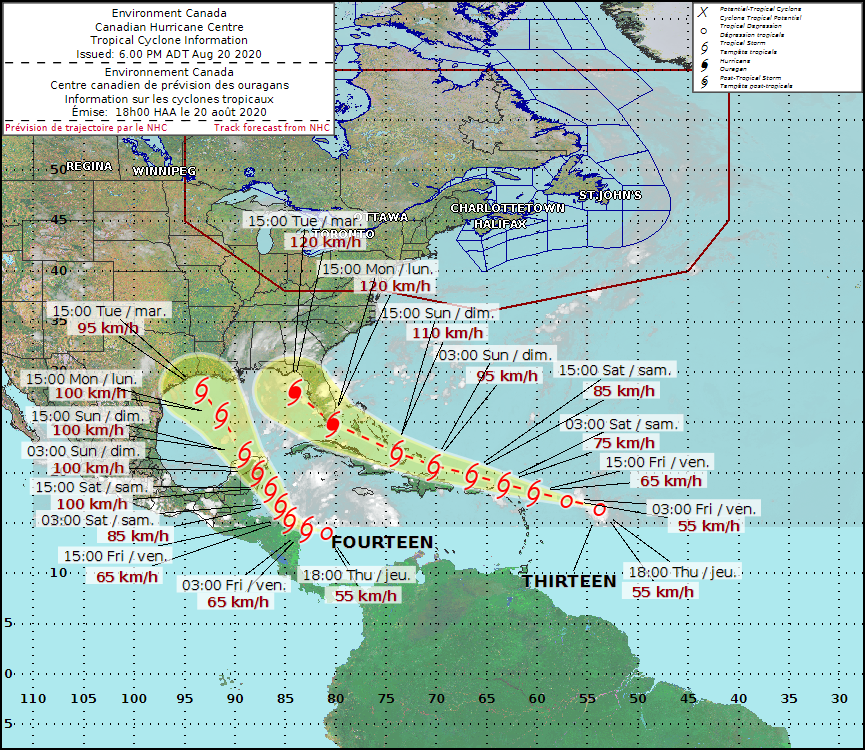 Environment Canada
Canadian Hurricane Centre
Tropical Cyclone Information
Issued: 6.00 PM ADT Aug 20 2020
Environnement Canada
Centre canadien de prévision des ouragans
Information sur les cyclones tropicaux
Émise: 18h00 HAA le 20 août 2020
Prévision de trajectoire par le NHC Track forecast from NHC
Potential-Tropical Cyclone
Cyclone Tropical Potentiel
Tropical Depression
Dépression tropicale
Tropical Storm
Tempête tropicale
Hurricane
Ouragan
Post-Tropical Storm
Tempête post-tropicale
REGINA
WINNIPEG
TTAWA
TORONTO
CHARLOTTETOWN
HALIFAX
ST.JOHN'S
50
45
40
35
15:00 Tue / mar.
120 km/h
15:00 Mon / lun.
120 km/h
15:00 Sun / dim.
110 km/h
03:00 Sun / dim.
95 km/h
15:00 Sat / sam.
85 km/h
03:00 Sat / sam.
75 km/h
15:00 Fri / ven.
65 km/h
03:00 Fri / ven.
55 km/h
18:00 Thu / jeu.
55 km/h
THIRTEEN
15:00 Tue / mar.
95 km/h
15:00 Mon / lun.
100 km/h
15:00 Sun / dim.
100 km/h
03:00 Sun / dim.
100 km/h
15:00 Sat / sam.
100 km/h
03:00 Sat / sam.
85 km/h
15:00 Fri / ven.
65 km/h
03:00 Fri / ven.
65 km/h
18:00 Thu / jeu.
55 km/h
FOURTEEN
10
5
0
110 105 100 95 90 85 80 75 70 65 60 55 50 45 40 35 30
5